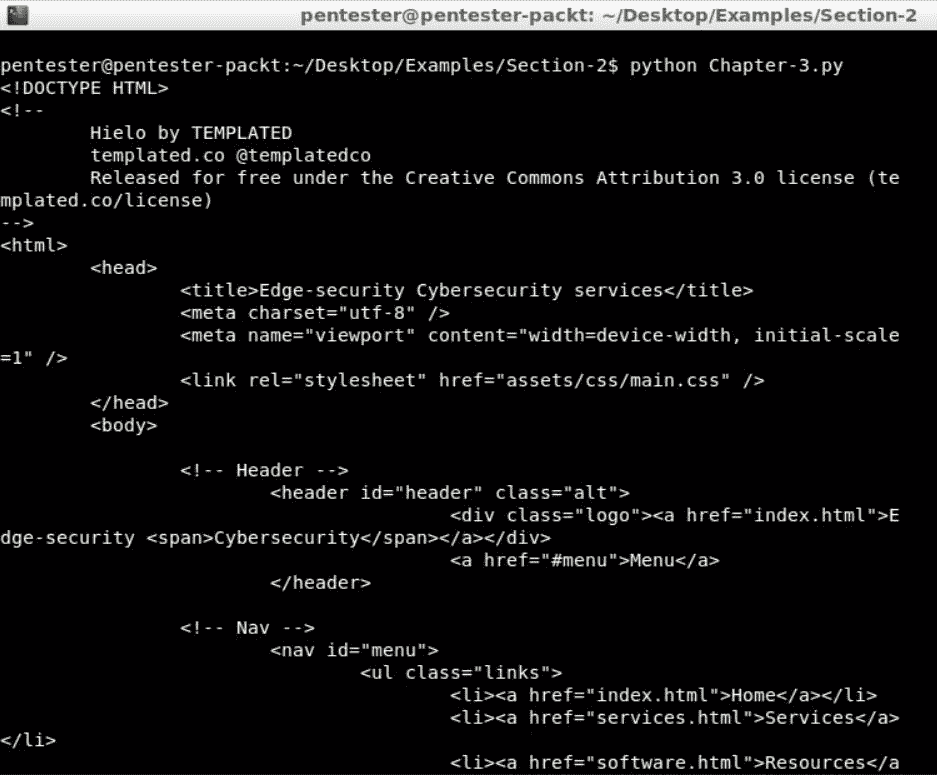 pentester@pentester-packt: ~/Desktop/Examples/Section-2
pentester@pentester-packt:~/Desktop/Examples/Section-2$ python Chapter-3.py
<!DOCTYPE HTML>
<!--
        Hielo by TEMPLATED
        templated.co @templatedco
        Released for free under the Creative Commons Attribution 3.0 license (te
mplated.co/license)
-->
<html>
        <head>
                <title>Edge-security Cybersecurity services</title>
                <meta charset="utf-8" />
                <meta name="viewport" content="width=device-width, initial-scale
=1" />
                <link rel="stylesheet" href="assets/css/main.css" />
        </head>
        <body>
                <!-- Header -->
                        <header id="header" class="alt">
                                        <div class="logo"><a href="index.html">E
dge-security <span>Cybersecurity</span></a></div>
                                        <a href="#menu">Menu</a>
                        </header>
                <!-- Nav -->
                        <nav id="menu">
                                <ul class="links">
                                        <li><a href="index.html">Home</a></li>
                                        <li><a href="services.html">Services</a>
</li>
                                        <li><a href="software.html">Resources</a